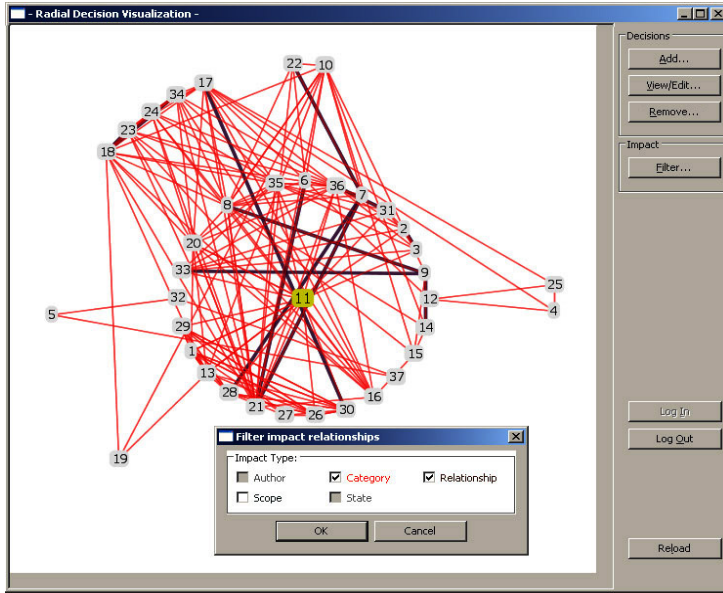 - Radial Decision Visualization -
Decisions
Add...
View/Edit...
Remove...
Impact
Filter...
22
10
17
34
24
23
18
35
6
36
7
31
8
2
20
3
33
9
11
32
12
25
4
5
29
14
1
15
13
37
28
16
21
30
27
26
19
Filter impact relationships
Impact Type:
Author
Category
Relationship
Scope
State
OK
Cancel
Log In
Log Out
Reload